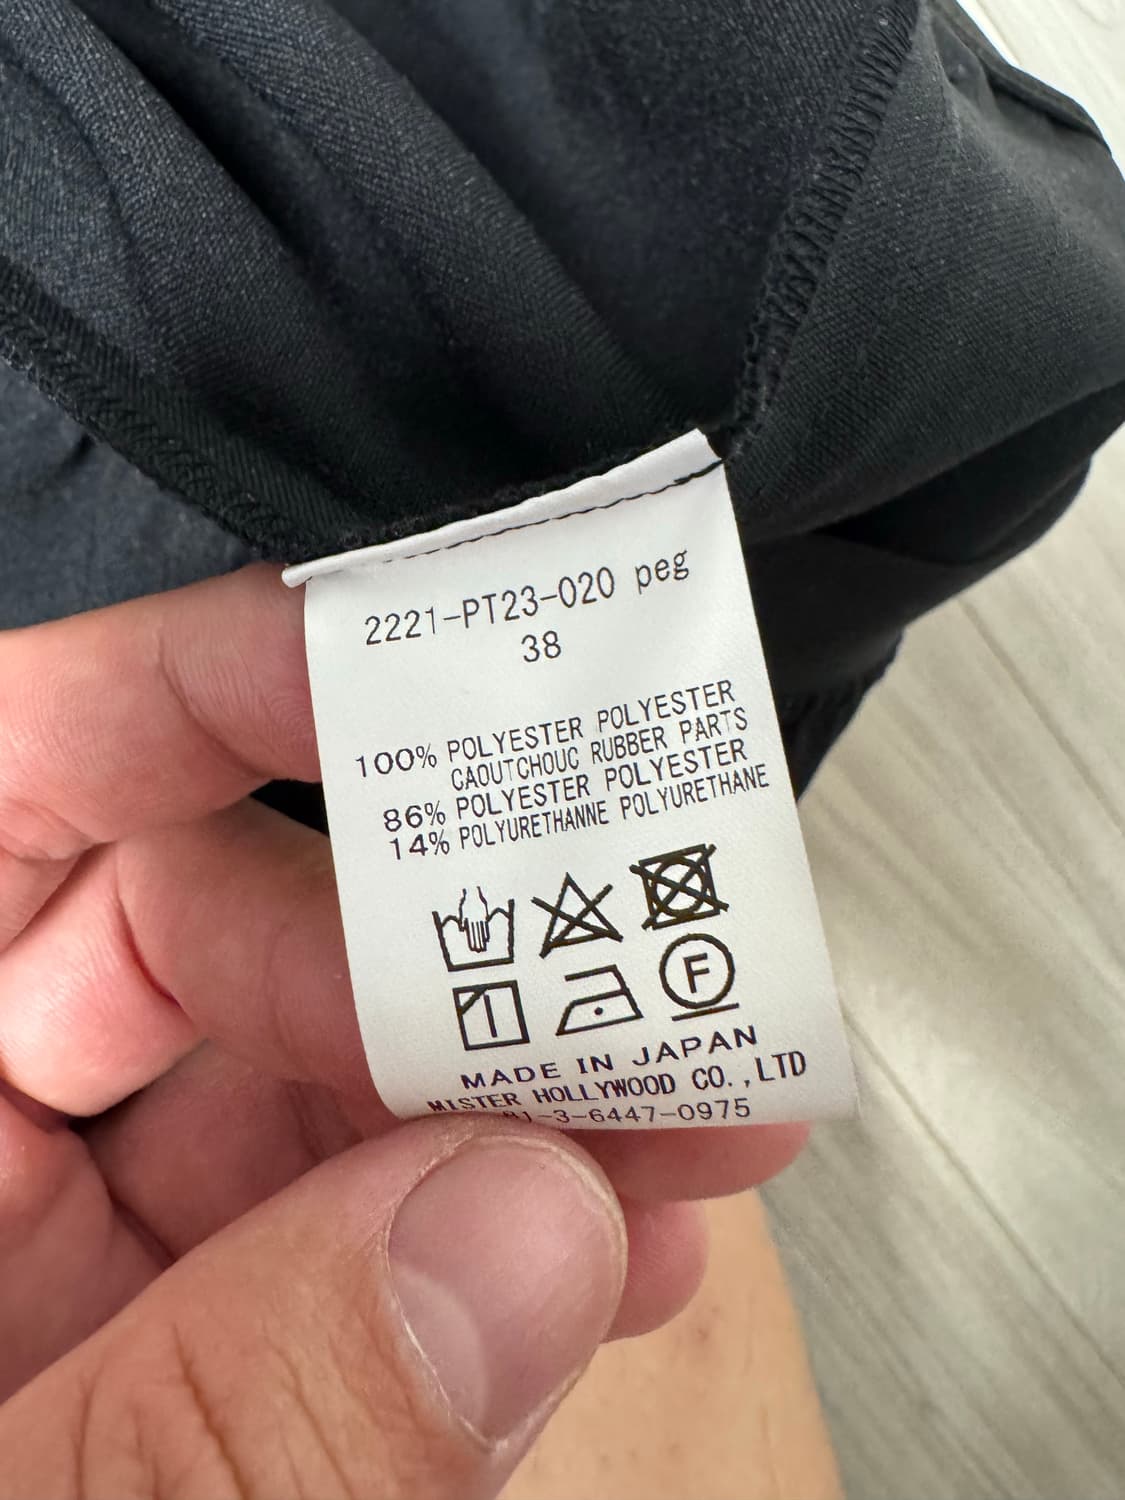 2221-PT23-020 peg
38
100% POLYESTER POLYESTER
CAOUTCHOUC RUBBER PARTS
86% POLYESTER POLYESTER
14% POLYURETHANNE POLYURETHANE
F
MADE IN JAPAN
MISTER HOLLYWOOD CO.,LTD
81-3-6447-0975